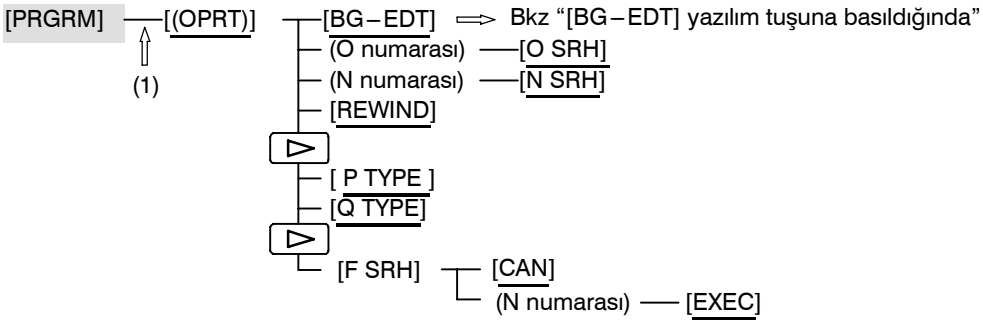 [PRGRM] [(OPRT)] [BG−EDT] Bkz “[BG−EDT] yazılım tuşuna basıldığında”
(O numarası) [O SRH]
(1) (N numarası) [N SRH]
[REWIND]
[ P TYPE ]
[Q TYPE]
[F SRH] [CAN]
(N numarası) [EXEC]